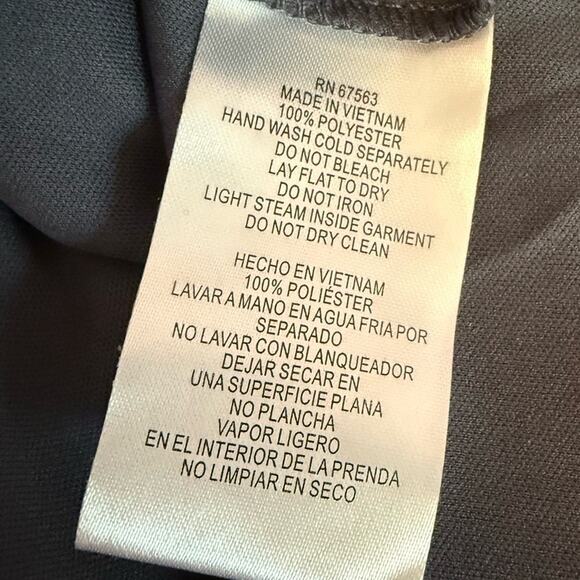 RN 67563
MADE IN VIETNAM
100% POLYESTER
HAND WASH COLD SEPARATELY
DO NOT BLEACH
LAY FLAT TO DRY
DO NOT IRON
LIGHT STEAM INSIDE GARMENT
DO NOT DRY CLEAN
HECHO EN VIETNAM
100% POLIÉSTER
LAVAR A MANO EN AGUA FRIA POR
SEPARADO
NO LAVAR CON BLANQUEADOR
DEJAR SECAR EN
UNA SUPERFICIE PLANA
NO PLANCHA
VAPOR LIGERO
EN EL INTERIOR DE LA PRENDA
NO LIMPIAR EN SECO